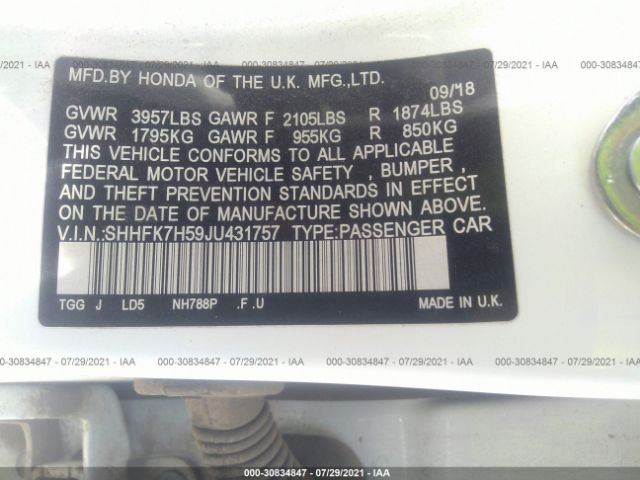 MFD.BY HONDA OF THE U.K. MFG.,LTD.
09/'18
GVWR 3957LBS GAWR F 2105LBS R 1874LBS
GVWR 1795KG GAWR F 955KG R 850KG
THIS VEHICLE CONFORMS TO ALL APPLICABLE
FEDERAL MOTOR VEHICLE SAFETY , BUMPER ,
AND THEFT PREVENTION STANDARDS IN EFFECT
ON THE DATE OF MANUFACTURE SHOWN ABOVE.
V.I.N.:SHHFK7H59JU431757 TYPE:PASSENGER CAR
TGG J LD5 NH788P .F .U MADE IN U.K.
000-30834847 - 07/29/2021 - IAA